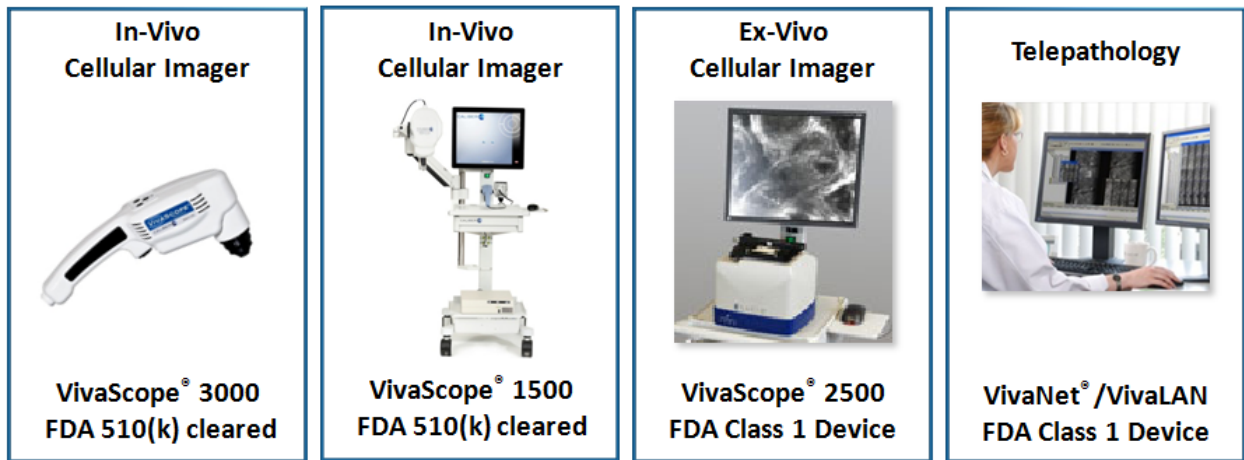 In-Vivo
Cellular Imager
VIVASCOPE
VivaScope® 3000
FDA 510(k) cleared
In-Vivo
Cellular Imager
VivaScope® 1500
FDA 510(k) cleared
Ex-Vivo
Cellular Imager
VivaScope® 2500
FDA Class 1 Device
Telepathology
VivaNet® /VivaLAN
FDA Class 1 Device